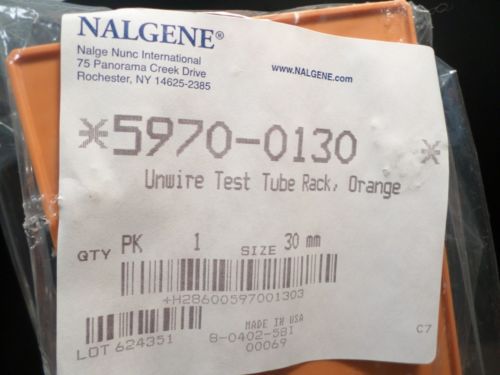 NALGENE®
Nalge Nunc International
75 Panorama Creek Drive
Rochester, NY 14625-2385
www.NALGENE.com
*5970-0130 *
Unwire Test Tube Rack, Orange
QTY PK 1 SIZE 30 mm
+H28600597001303
MADE IN USA
LOT 624351 8-0402-581 C7
00069